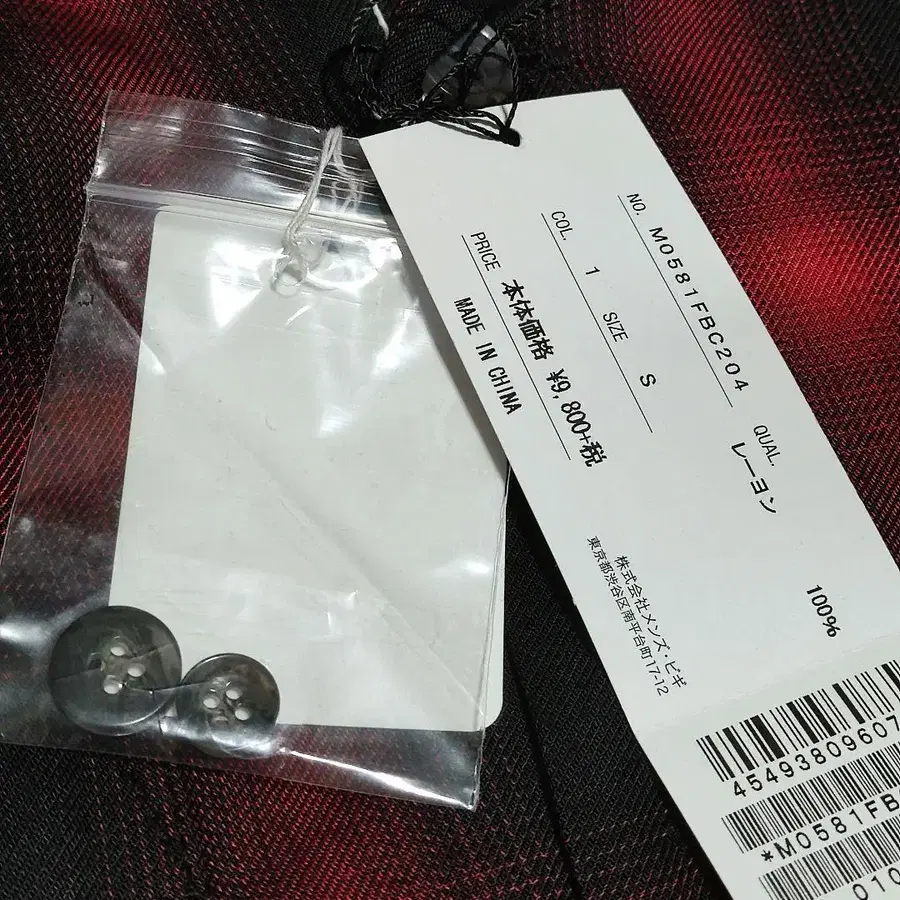 NO. M0581FBC204
QUAL.
レーヨン 100%
COL. 1 SIZE S
PRICE 本体価格 ¥9,800+税
MADE IN CHINA
株式会社メンズ・ビギ
東京都渋谷区南平台町17-12
45493809607
*M0581FB
010